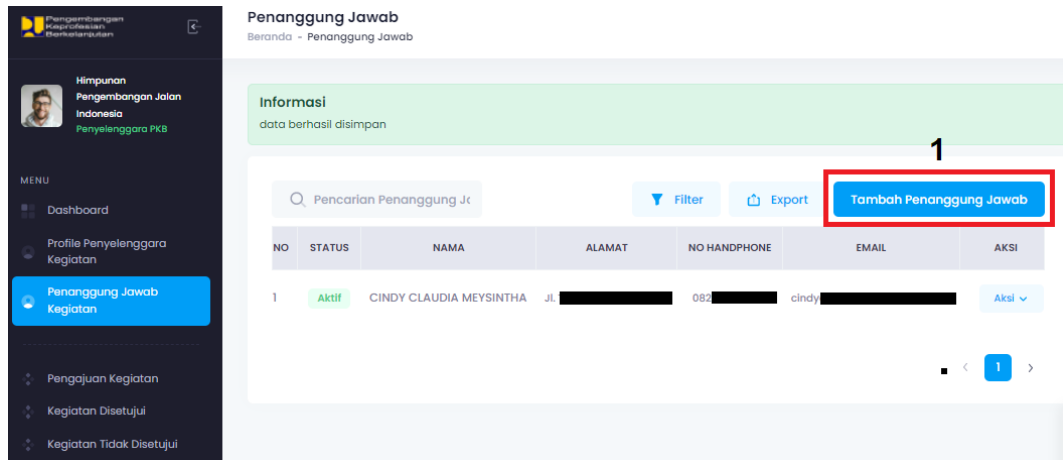 Pengembangan
Keprofesian
Berkelanjutan
Penanggung Jawab
Beranda - Penanggung Jawab
Himpunan
Pengembangan Jalan
Indonesia
Penyelenggara PKB
Informasi
data berhasil disimpan
1
MENU
Dashboard
Profile Penyelenggara
Kegiatan
Penanggung Jawab
Kegiatan
Pengajuan Kegiatan
Kegiatan Disetujui
Kegiatan Tidak Disetujui
Pencarian Penanggung Jc
Filter
Export
Tambah Penanggung Jawab
NO STATUS NAMA ALAMAT NO HANDPHONE EMAIL AKSI
1 Aktif CINDY CLAUDIA MEYSINTHA Jl. 082 cindy Aksi
1